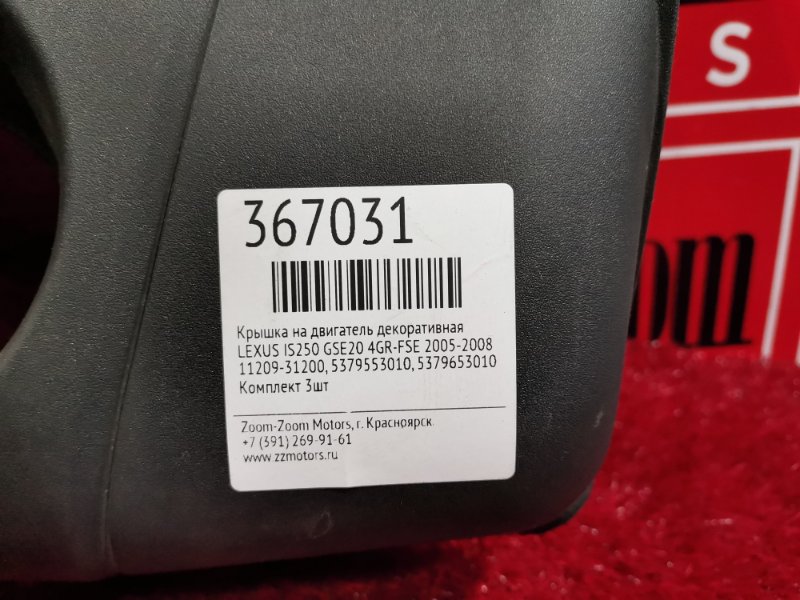 S
om
367031
Крышка на двигатель декоративная
LEXUS IS250 GSE20 4GR-FSE 2005-2008
11209-31200, 5379553010, 5379653010
Комплект 3шт
Zoom-Zoom Motors, г. Красноярск.
+7 (391) 269-91-61
www.zzmotors.ru